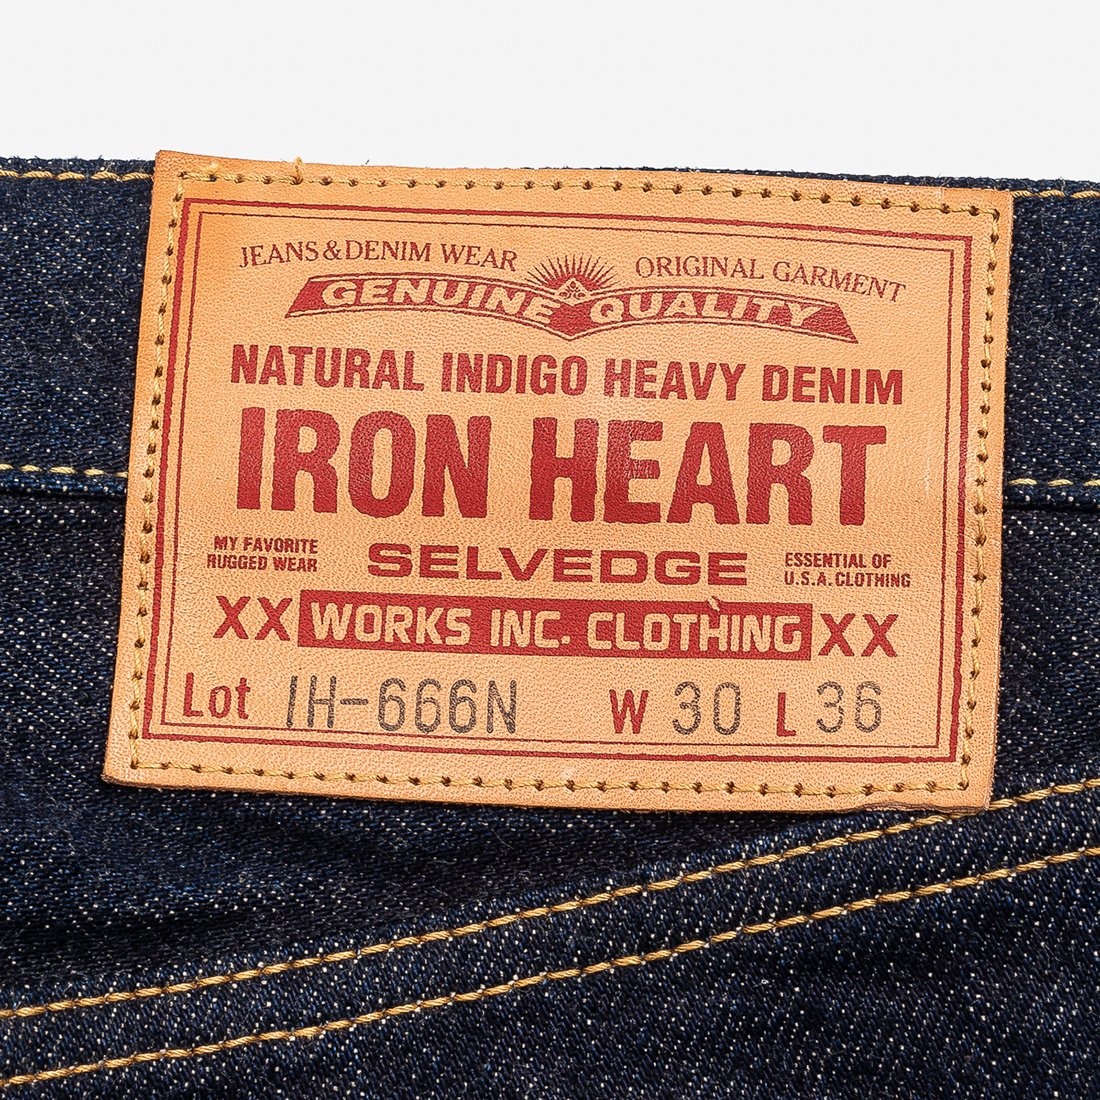 JEANS & DENIM WEAR ORIGINAL GARMENT
GENUINE QUALITY
NATURAL INDIGO HEAVY DENIM
IRON HEART
MY FAVORITE
RUGGED WEAR
SELVEDGE
ESSENTIAL OF
U.S.A. CLOTHING
XX WORKS INC. CLOTHING XX
Lot IH-666N W 30 L 36